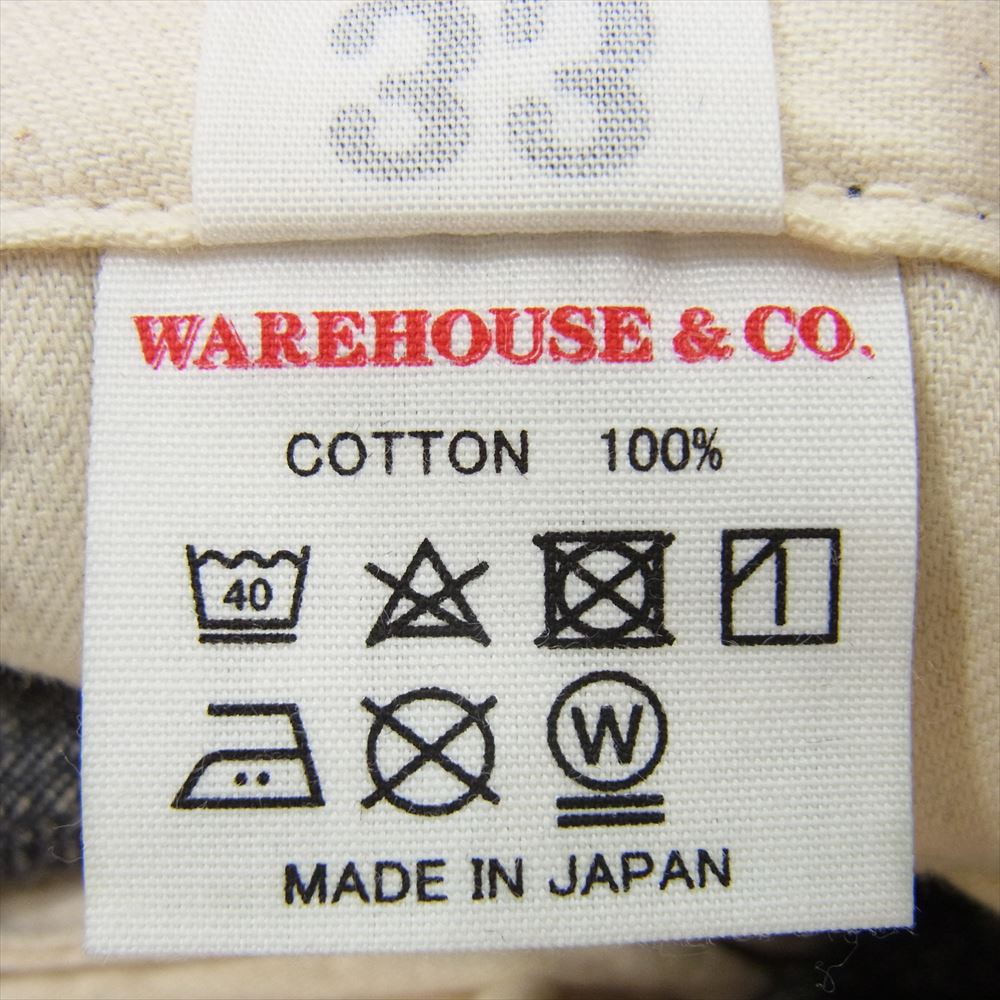 33
WAREHOUSE & CO.
COTTON 100%
40
W
MADE IN JAPAN